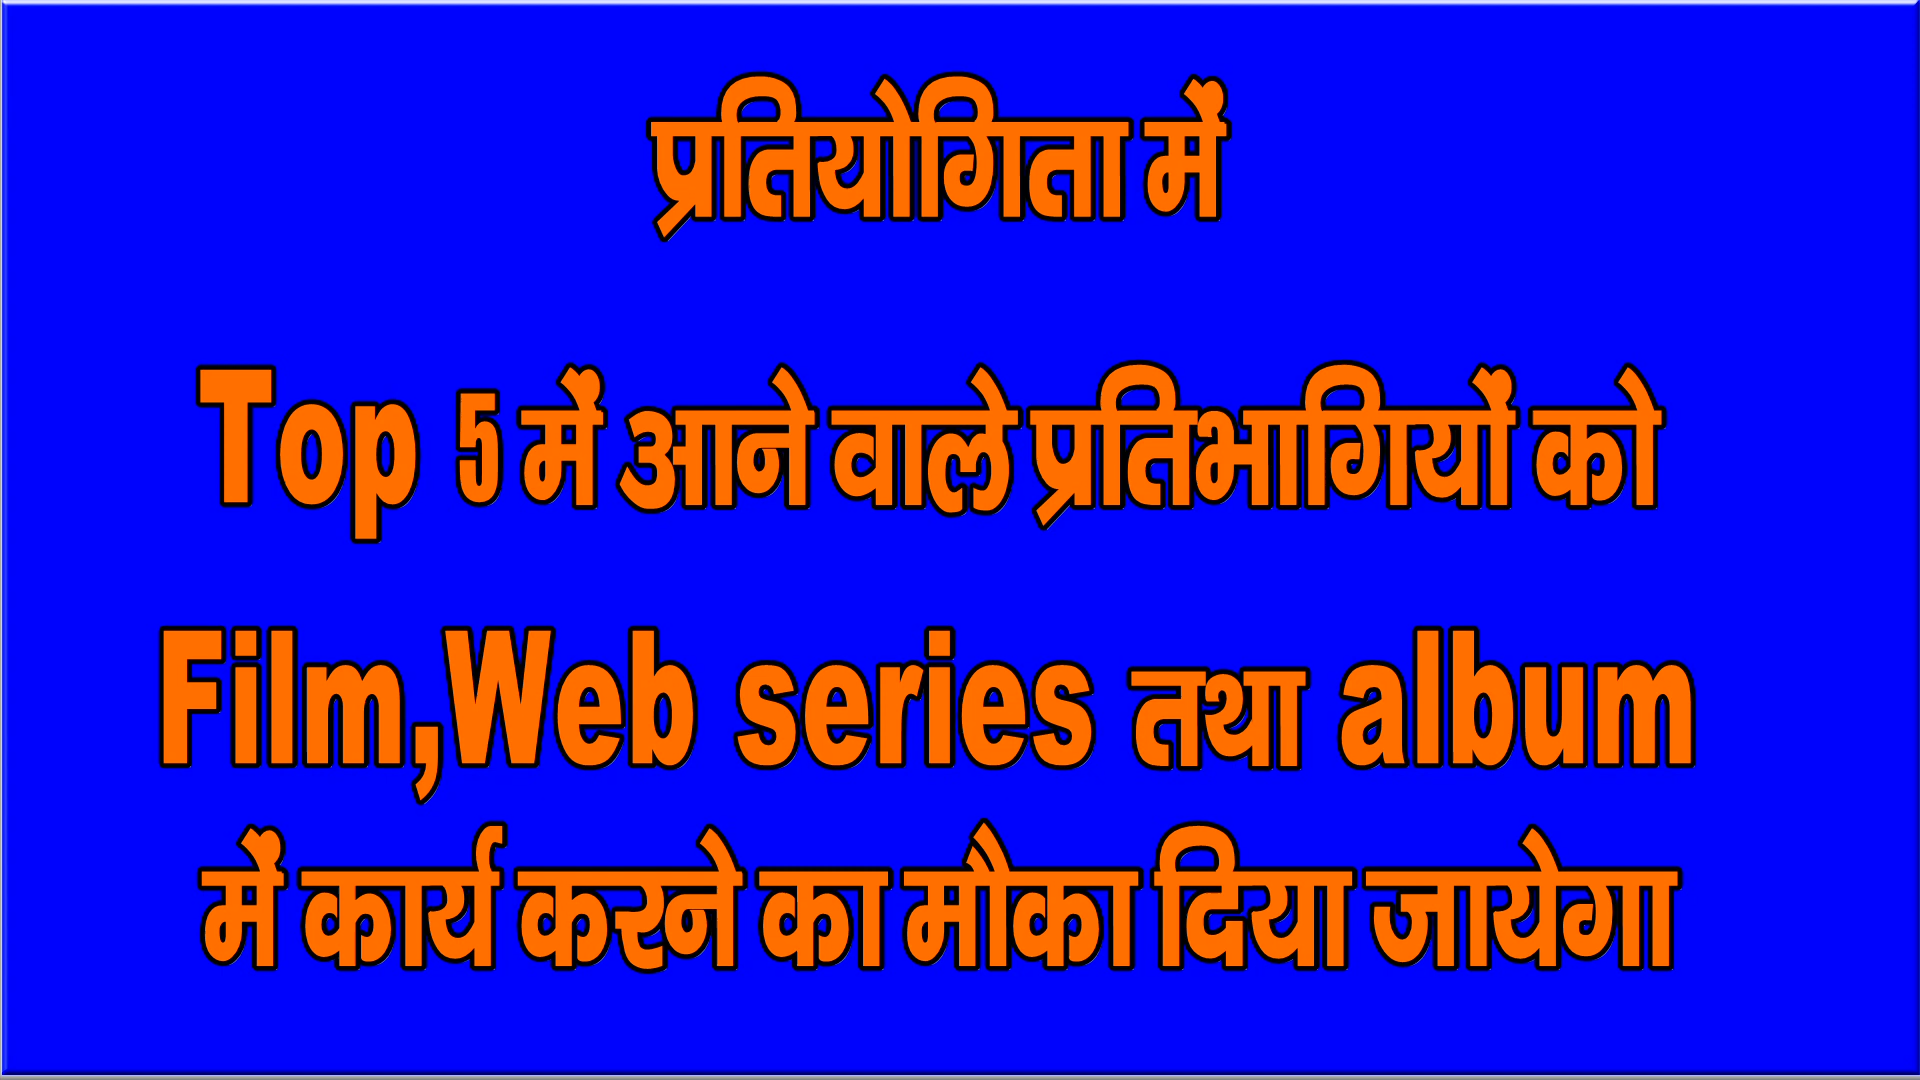 प्रतियोगिता में
Top 5 में आने वाले प्रतिभागियों को
Film,Web series तथा album
में कार्य करने का मौका दिया जायेगा